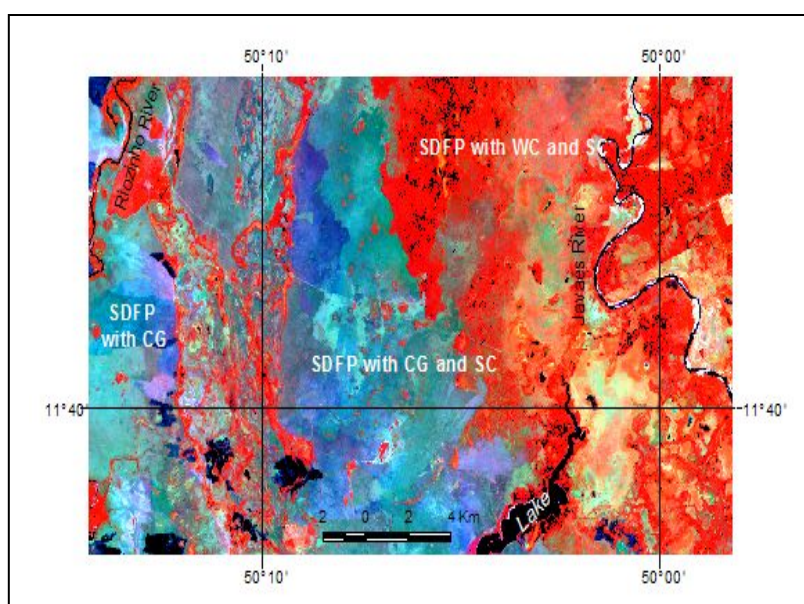 50°10' 50°00'
Riozinho River
SDFP with WC and SC
Javaes River
SDFP
with CG
SDFP with CG and SC
11°40' 11°40'
2 0 2 4 Km
Lake
50°10' 50°00'